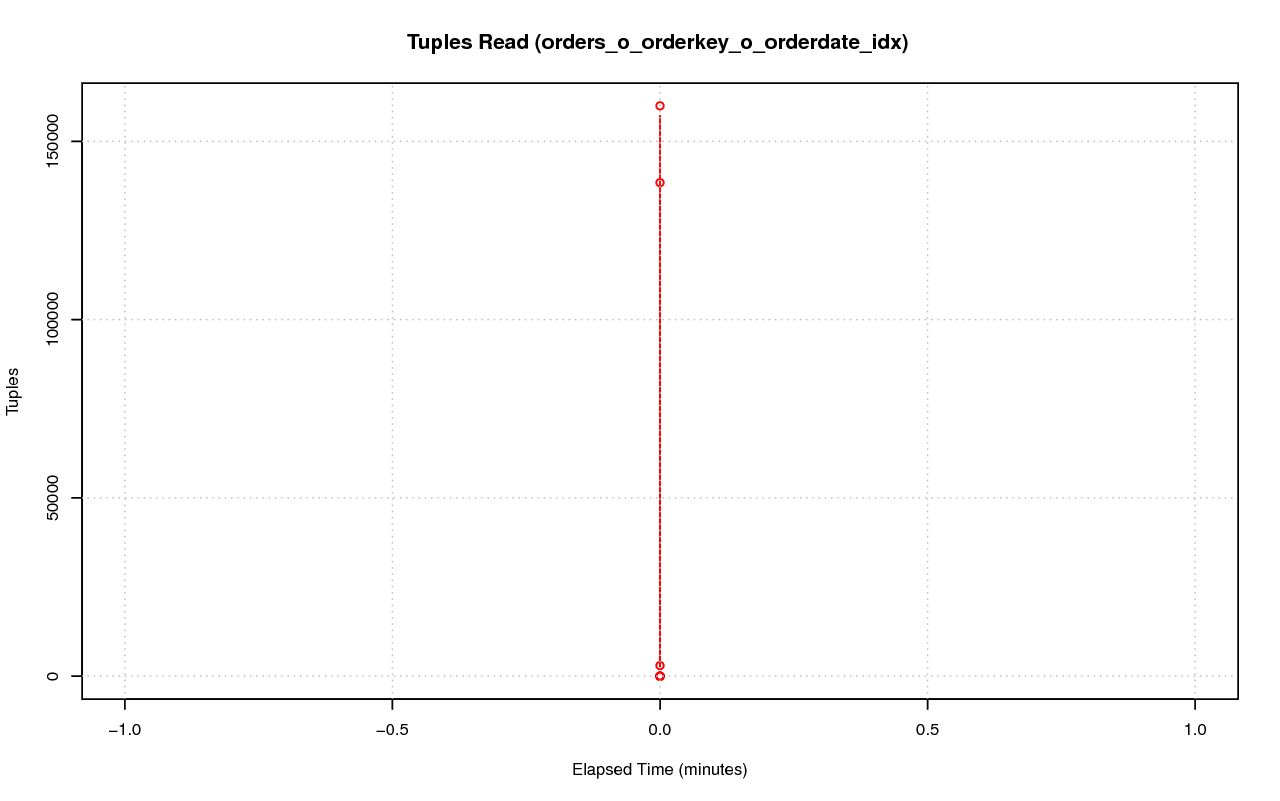 Tuples Read (orders_o_orderkey_o_orderdate_idx)
150000
100000
50000
0
Tuples
−1.0 −0.5 0.0 0.5 1.0
Elapsed Time (minutes)